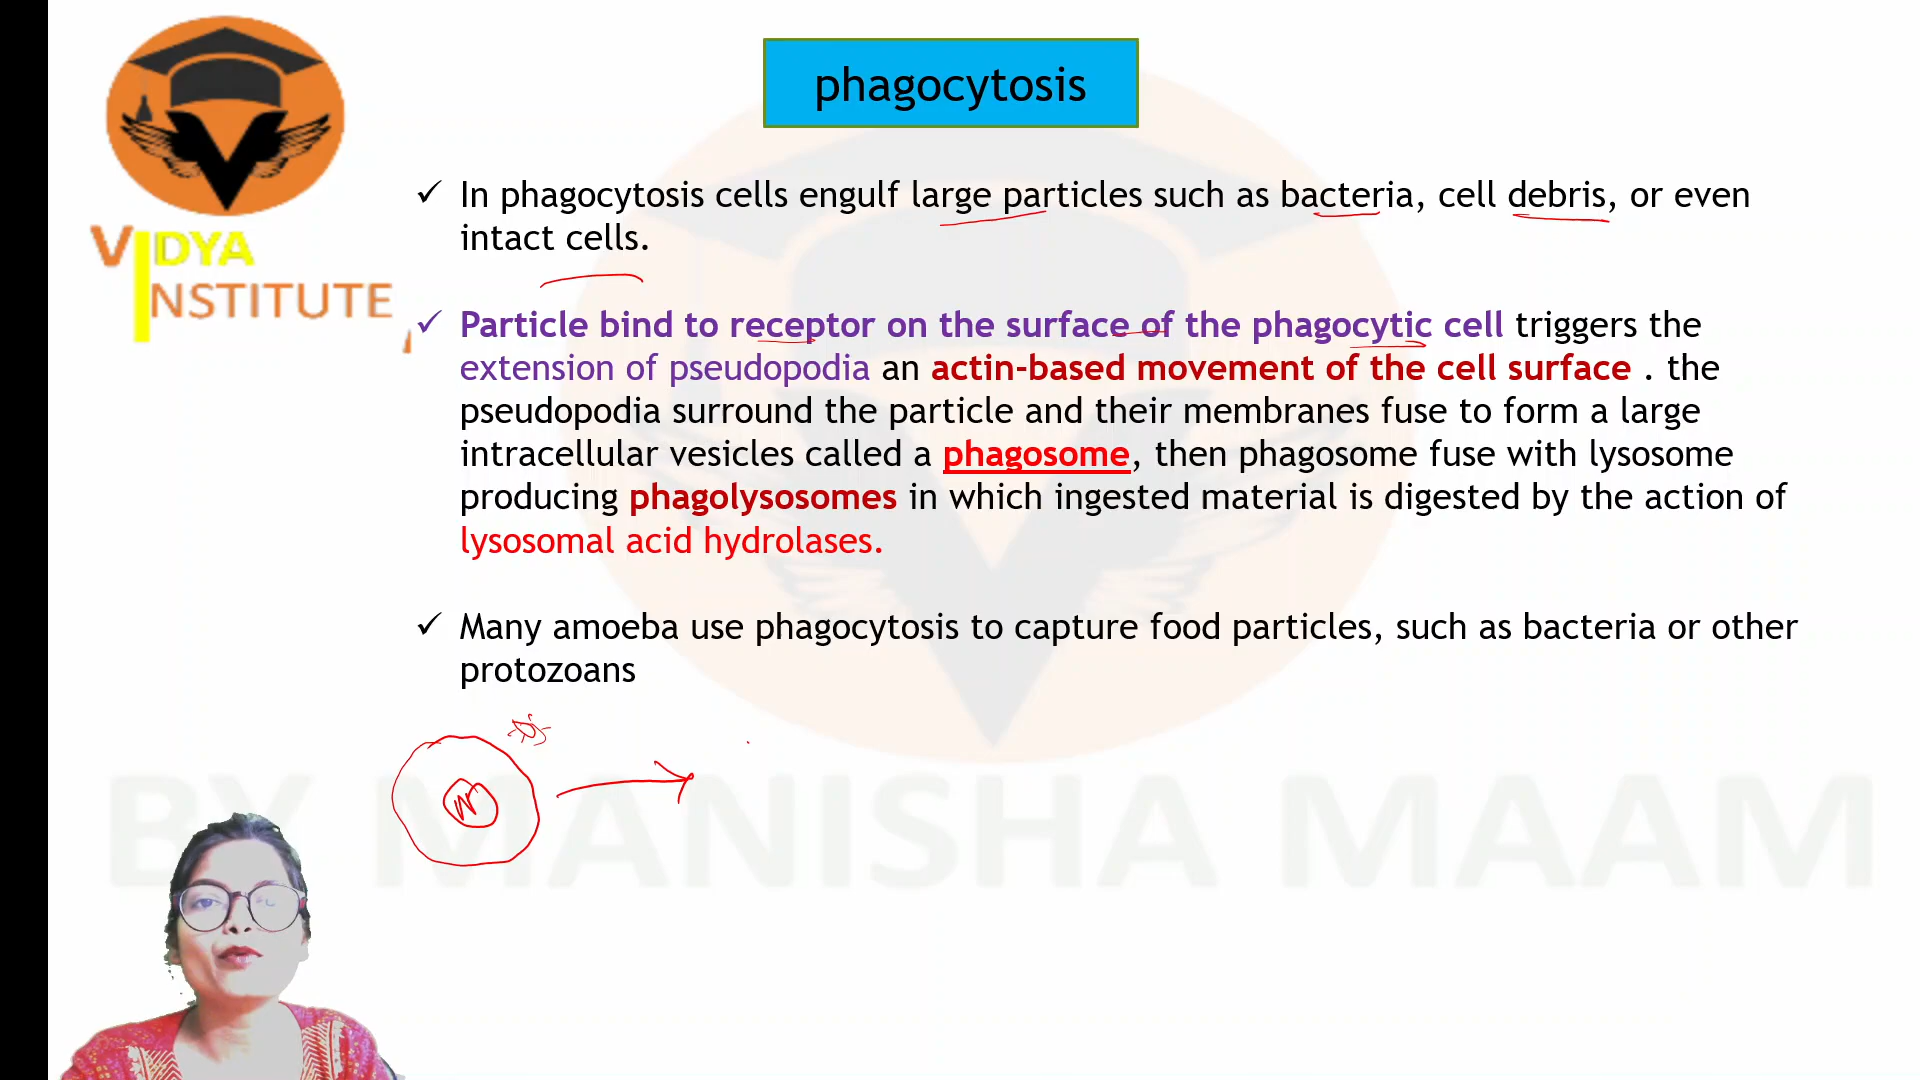 phagocytosis
VIDYA
INSTITUTE
✓ In phagocytosis cells engulf large particles such as bacteria, cell debris, or even
intact cells.
✓ Particle bind to receptor on the surface of the phagocytic cell triggers the
extension of pseudopodia an actin-based movement of the cell surface . the
pseudopodia surround the particle and their membranes fuse to form a large
intracellular vesicles called a phagosome, then phagosome fuse with lysosome
producing phagolysosomes in which ingested material is digested by the action of
lysosomal acid hydrolases.
✓ Many amoeba use phagocytosis to capture food particles, such as bacteria or other
protozoans
BY MANISHA MAAM